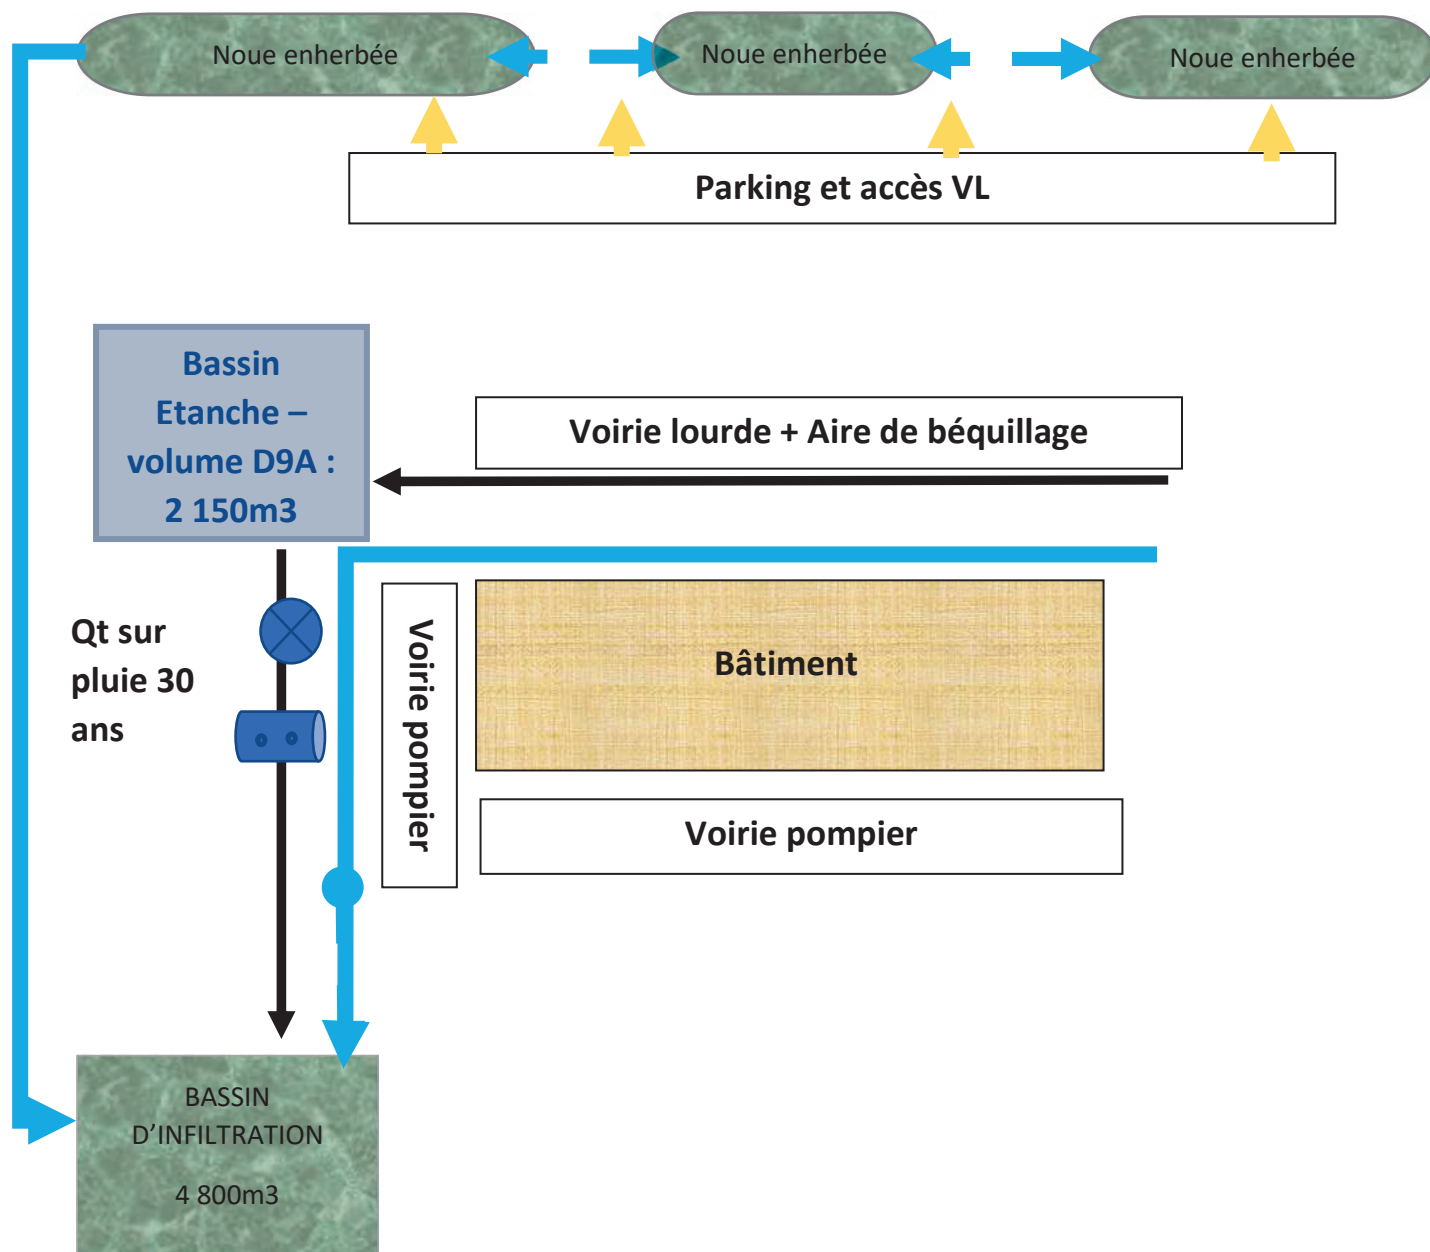 Noue enherbée
Noue enherbée
Noue enherbée
Parking et accès VL
Bassin
Etanche –
volume D9A :
2 150m3
Voirie lourde + Aire de béquillage
Qt sur
pluie 30
ans
Voirie pompier
Bâtiment
Voirie pompier
BASSIN
D’INFILTRATION
4 800m3